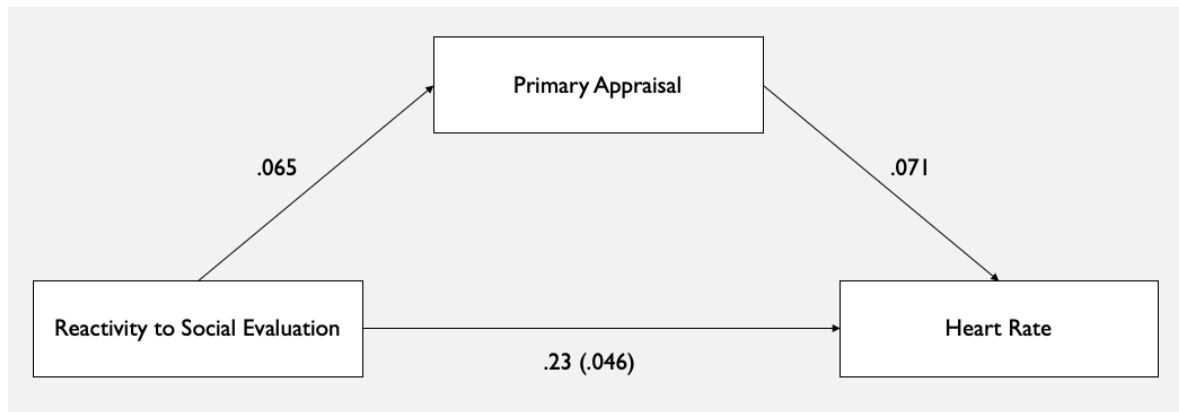 Primary Appraisal
.065
.071
Reactivity to Social Evaluation
Heart Rate
.23 (.046)